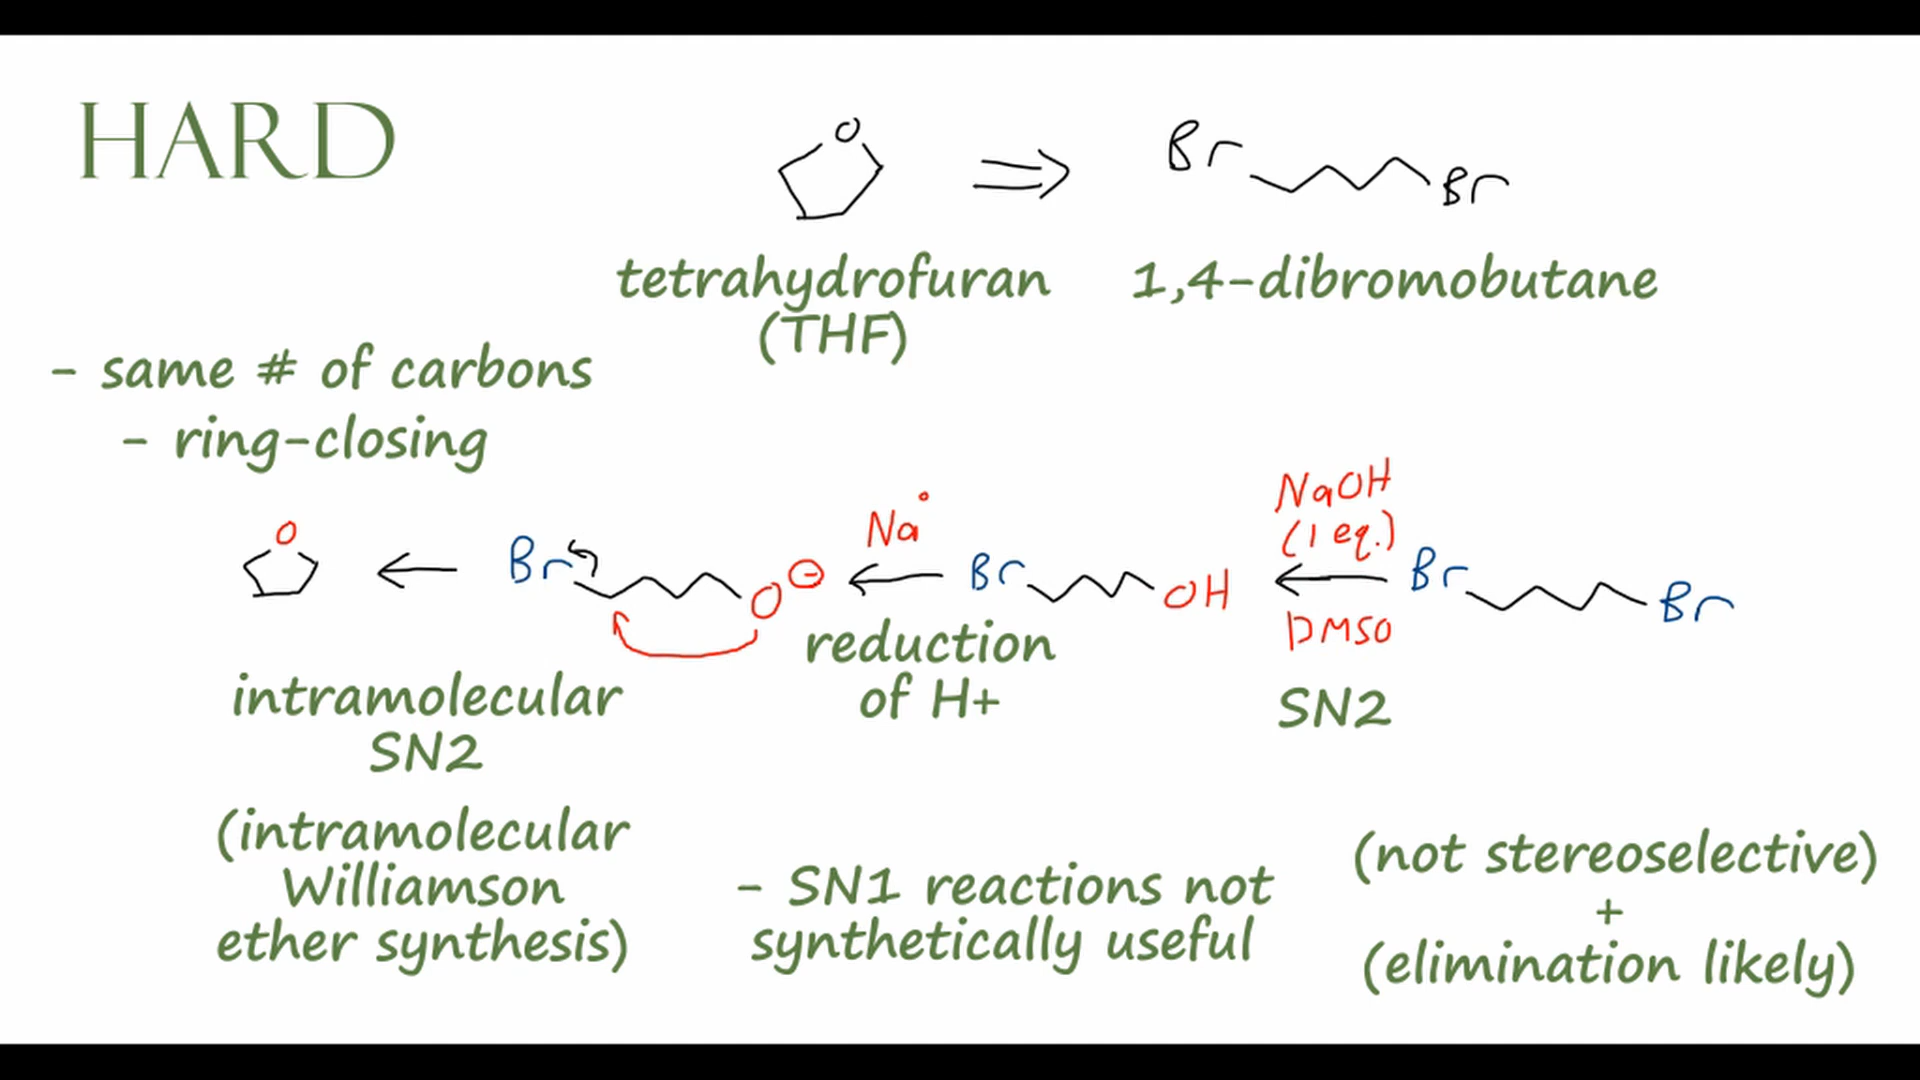 HARD
O
Br
Br
tetrahydrofuran
(THF)
1,4-dibromobutane
- same # of carbons
- ring-closing
O
Br
O⊖
Na°
Br
OH
NaOH
(1 eq.)
DMSO
Br
Br
intramolecular
SN2
(intramolecular
Williamson
ether synthesis)
reduction
of H+
SN2
- SN1 reactions not
synthetically useful
(not stereoselective)
+
(elimination likely)